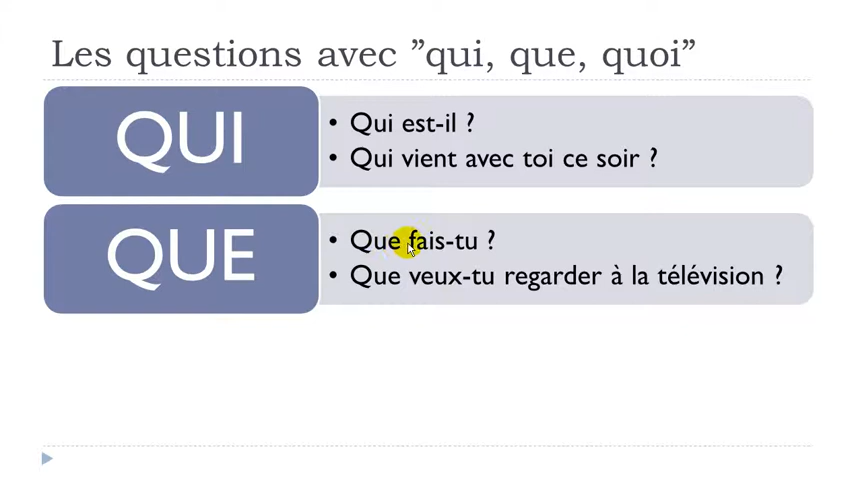 Les questions avec ”qui, que, quoi”
QUI
• Qui est-il ?
• Qui vient avec toi ce soir ?
QUE
• Que fais-tu ?
• Que veux-tu regarder à la télévision ?